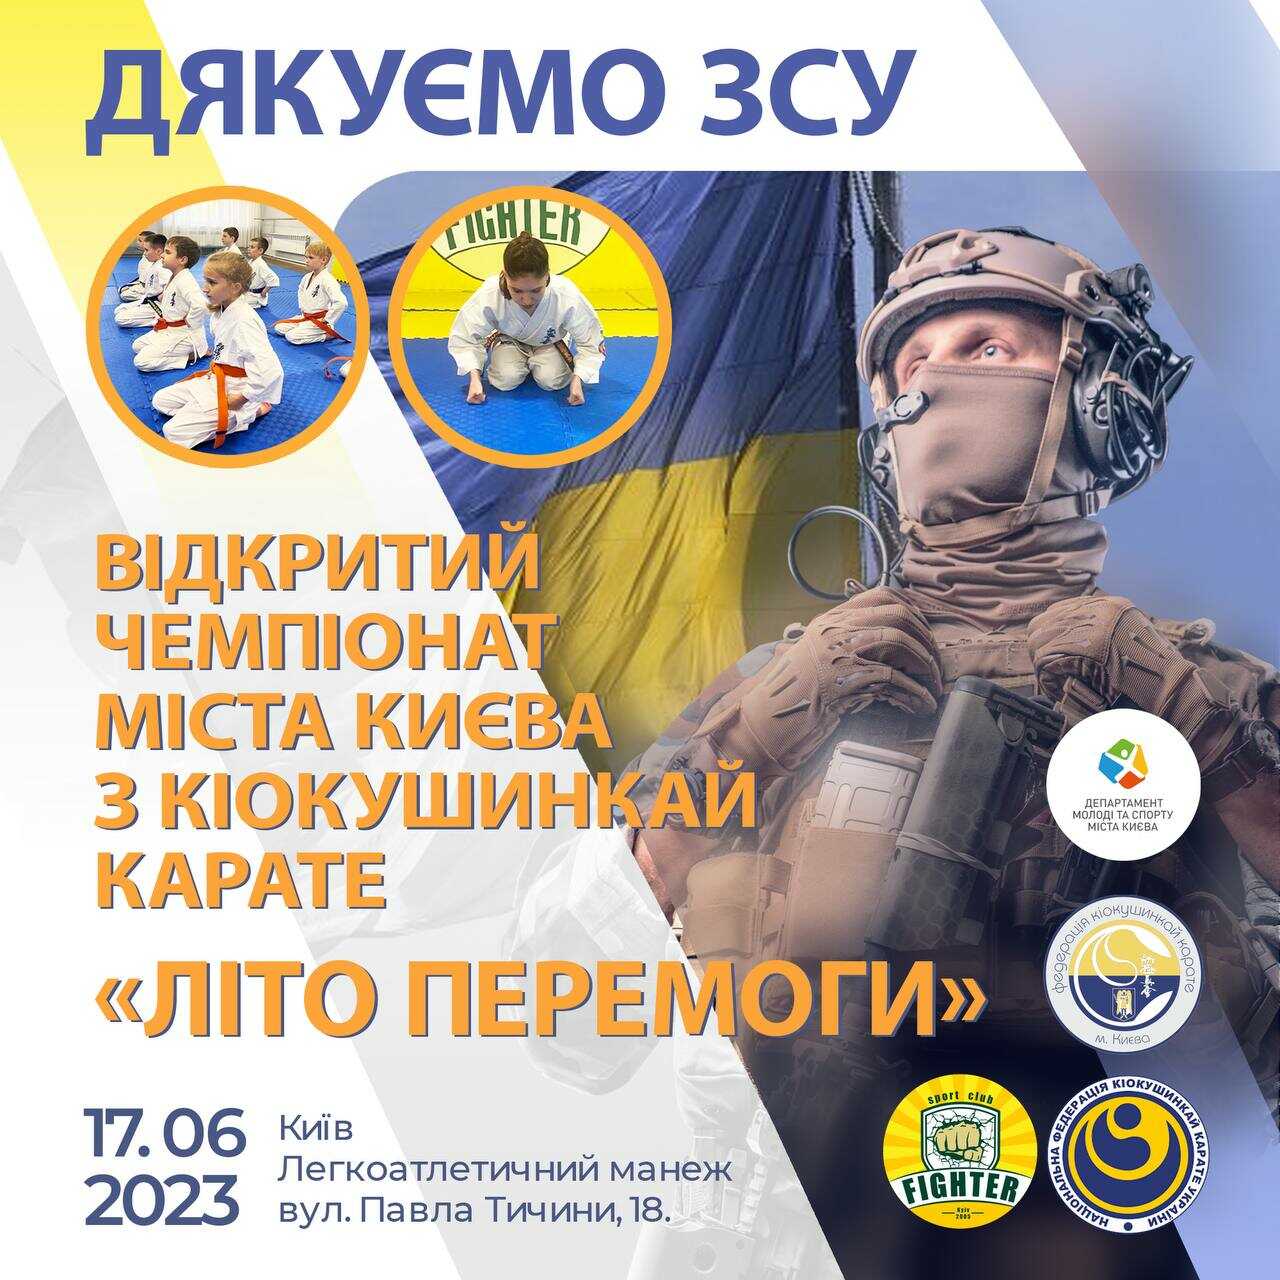 ДЯКУЄМО ЗСУ
FIGHTER
ВІДКРИТИЙ
ЧЕМПІОНАТ
МІСТА КИЄВА
З КІОКУШИНКАЙ
КАРАТЕ
«ЛІТО ПЕРЕМОГИ»
17. 06
2023
Київ
Легкоатлетичний манеж
вул. Павла Тичини, 18.
ДЕПАРТАМЕНТ
МОЛОДІ ТА СПОРТУ
МІСТА КИЄВА
федерація кіокушинкай карате
м. Києва
sport club
FIGHTER
Kyiv
2005
НАЦІОНАЛЬНА ФЕДЕРАЦІЯ КІОКУШИНКАЙ КАРАТЕ УКРАЇНИ